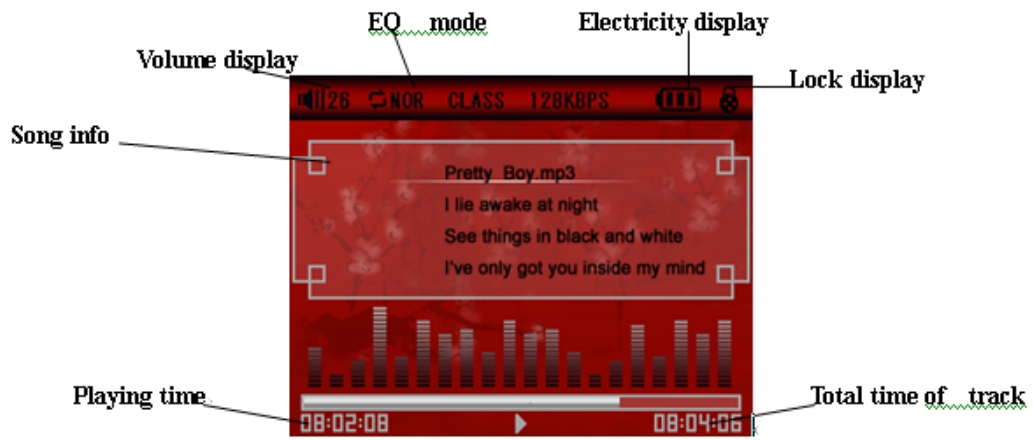 EQ mode
Electricity display
Volume display
Lock display
26 NOR CLASS 128KBPS
Song info
Pretty Boy.mp3
I lie awake at night
See things in black and white
I've only got you inside my mind
Playing time
Total time of track
08:02:08
08:04:06